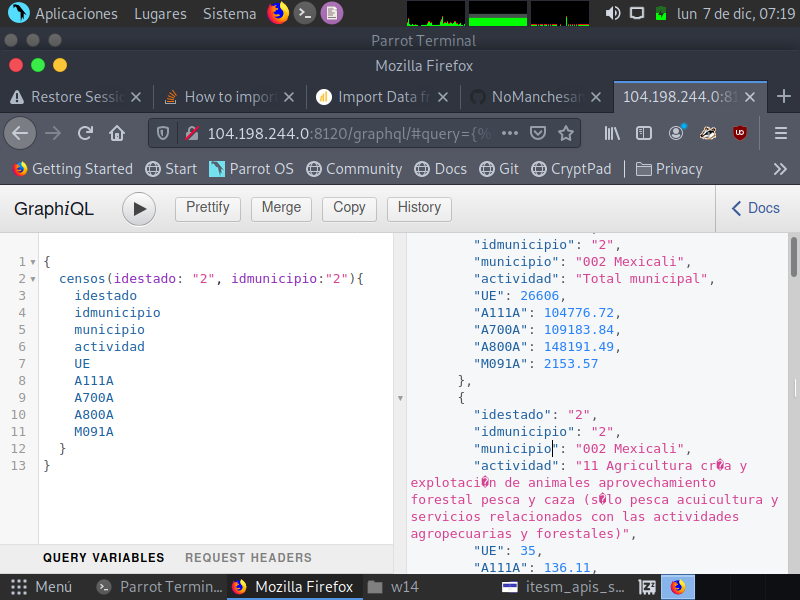 Aplicaciones Lugares Sistema lun 7 de dic, 07:19
Parrot Terminal
Mozilla Firefox
Restore Sessi How to impor Import Data f NoManchesan 104.198.244.0:81
104.198.244.0:8120/graphql/#query={%
Getting Started Start Parrot OS Community Docs Git CryptPad Privacy
GraphiQL Prettify Merge Copy History Docs
1 {
2 censos(idestado: "2", idmunicipio:"2"){
3 idestado
4 idmunicipio
5 municipio
6 actividad
7 UE
8 A111A
9 A700A
10 A800A
11 M091A
12 }
13 }
"idmunicipio": "2",
"municipio": "002 Mexicali",
"actividad": "Total municipal",
"UE": 26606,
"A111A": 104776.72,
"A700A": 109183.84,
"A800A": 148191.49,
"M091A": 2153.57
},
{
"idestado": "2",
"idmunicipio": "2",
"municipio": "002 Mexicali",
"actividad": "11 Agricultura cr�a y
explotaci�n de animales aprovechamiento
forestal pesca y caza (s�lo pesca acuicultura y
servicios relacionados con las actividades
agropecuarias y forestales)",
"UE": 35,
"A111A": 136.11,
QUERY VARIABLES REQUEST HEADERS
Menú Parrot Termin... Mozilla Firefox w14 itesm_apis_s...